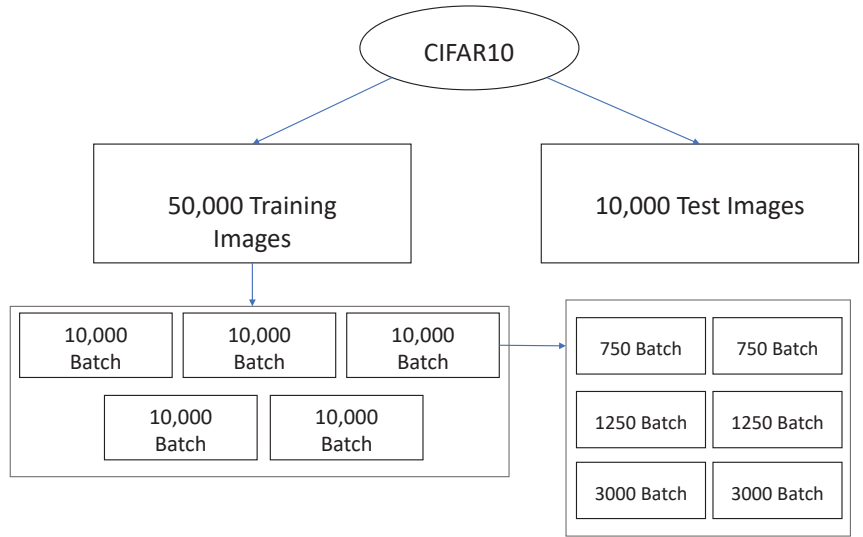 CIFAR10
50,000 Training
Images
10,000 Test Images
10,000
Batch
10,000
Batch
10,000
Batch
10,000
Batch
10,000
Batch
750 Batch
750 Batch
1250 Batch
1250 Batch
3000 Batch
3000 Batch